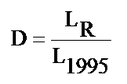 D = L_R / L_1995